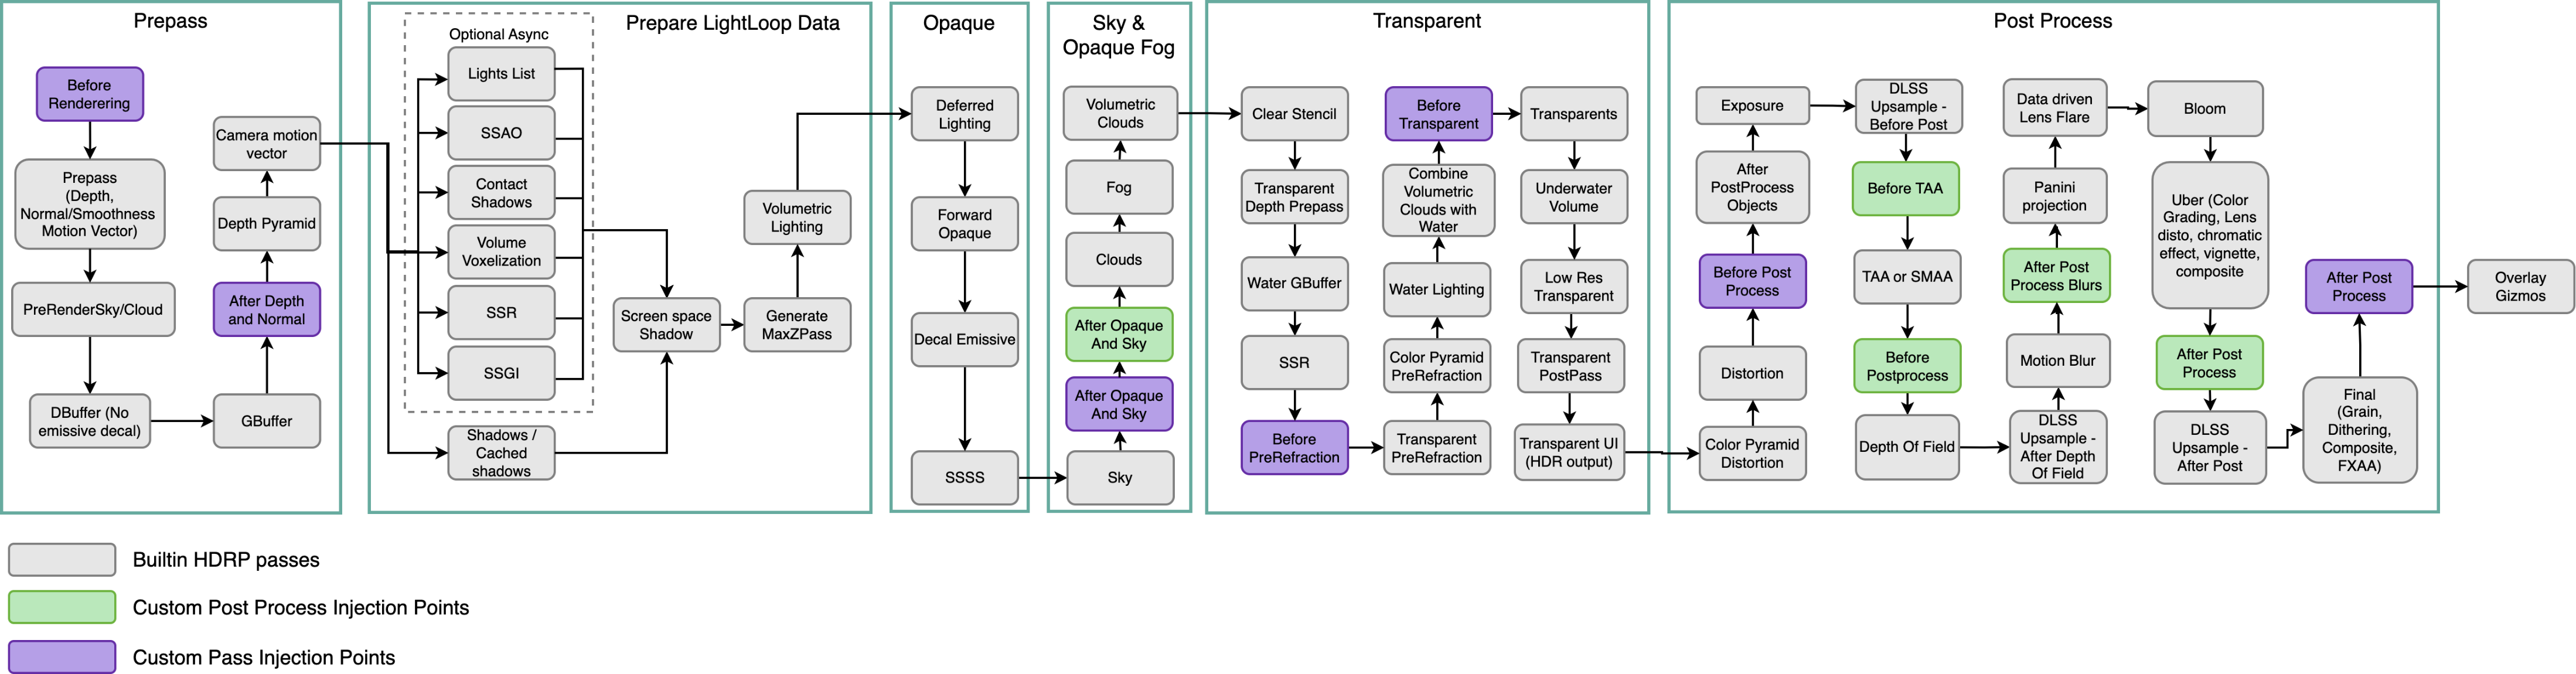 Prepass
Before
Renderering
Prepass
(Depth,
Normal/Smoothness
Motion Vector)
PreRenderSky/Cloud
DBuffer (No
emissive decal)
GBuffer
After Depth
and Normal
Depth Pyramid
Camera motion
vector
Prepare LightLoop Data
Optional Async
Lights List
SSAO
Contact
Shadows
Volume
Voxelization
SSR
SSGI
Shadows /
Cached
shadows
Screen space
Shadow
Generate
MaxZPass
Volumetric
Lighting
Opaque
Deferred
Lighting
Forward
Opaque
Decal Emissive
SSSS
Sky &
Opaque Fog
Sky
After Opaque
And Sky
After Opaque
And Sky
Clouds
Fog
Volumetric
Clouds
Transparent
Clear Stencil
Transparent
Depth Prepass
Water GBuffer
SSR
Before
PreRefraction
Transparent
PreRefraction
Color Pyramid
PreRefraction
Water Lighting
Combine
Volumetric
Clouds with
Water
Before
Transparent
Transparents
Underwater
Volume
Low Res
Transparent
Transparent
PostPass
Transparent UI
(HDR output)
Post Process
Color Pyramid
Distortion
Distortion
Before Post
Process
After
PostProcess
Objects
Exposure
DLSS
Upsample -
Before Post
Before TAA
TAA or SMAA
Before
Postprocess
Depth Of Field
DLSS
Upsample -
After Depth
Of Field
Motion Blur
After Post
Process Blurs
Panini
projection
Data driven
Lens Flare
Bloom
Uber (Color
Grading, Lens
disto, chromatic
effect, vignette,
composite
After Post
Process
DLSS
Upsample -
After Post
Final
(Grain,
Dithering,
Composite,
FXAA)
After Post
Process
Overlay
Gizmos
Builtin HDRP passes
Custom Post Process Injection Points
Custom Pass Injection Points